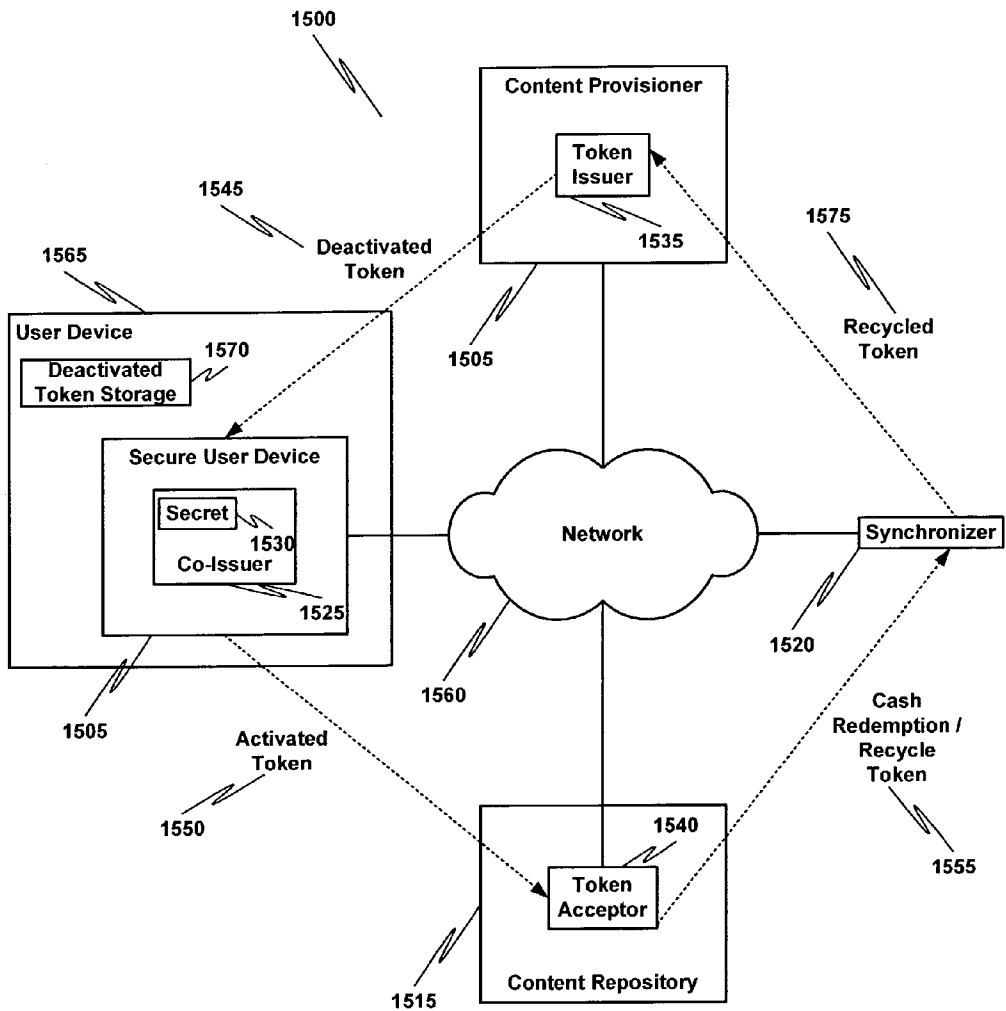 1500
Content Provisioner
Token
Issuer
1535
1545
Deactivated
Token
1575
1565
1505
Recycled
Token
User Device
1570
Deactivated
Token Storage
Secure User Device
Secret
1530
Co-Issuer
1525
Network
Synchronizer
1520
1560
1505
Activated
Token
Cash
Redemption /
Recycle
Token
1550
1540
1555
Token
Acceptor
1515
Content Repository